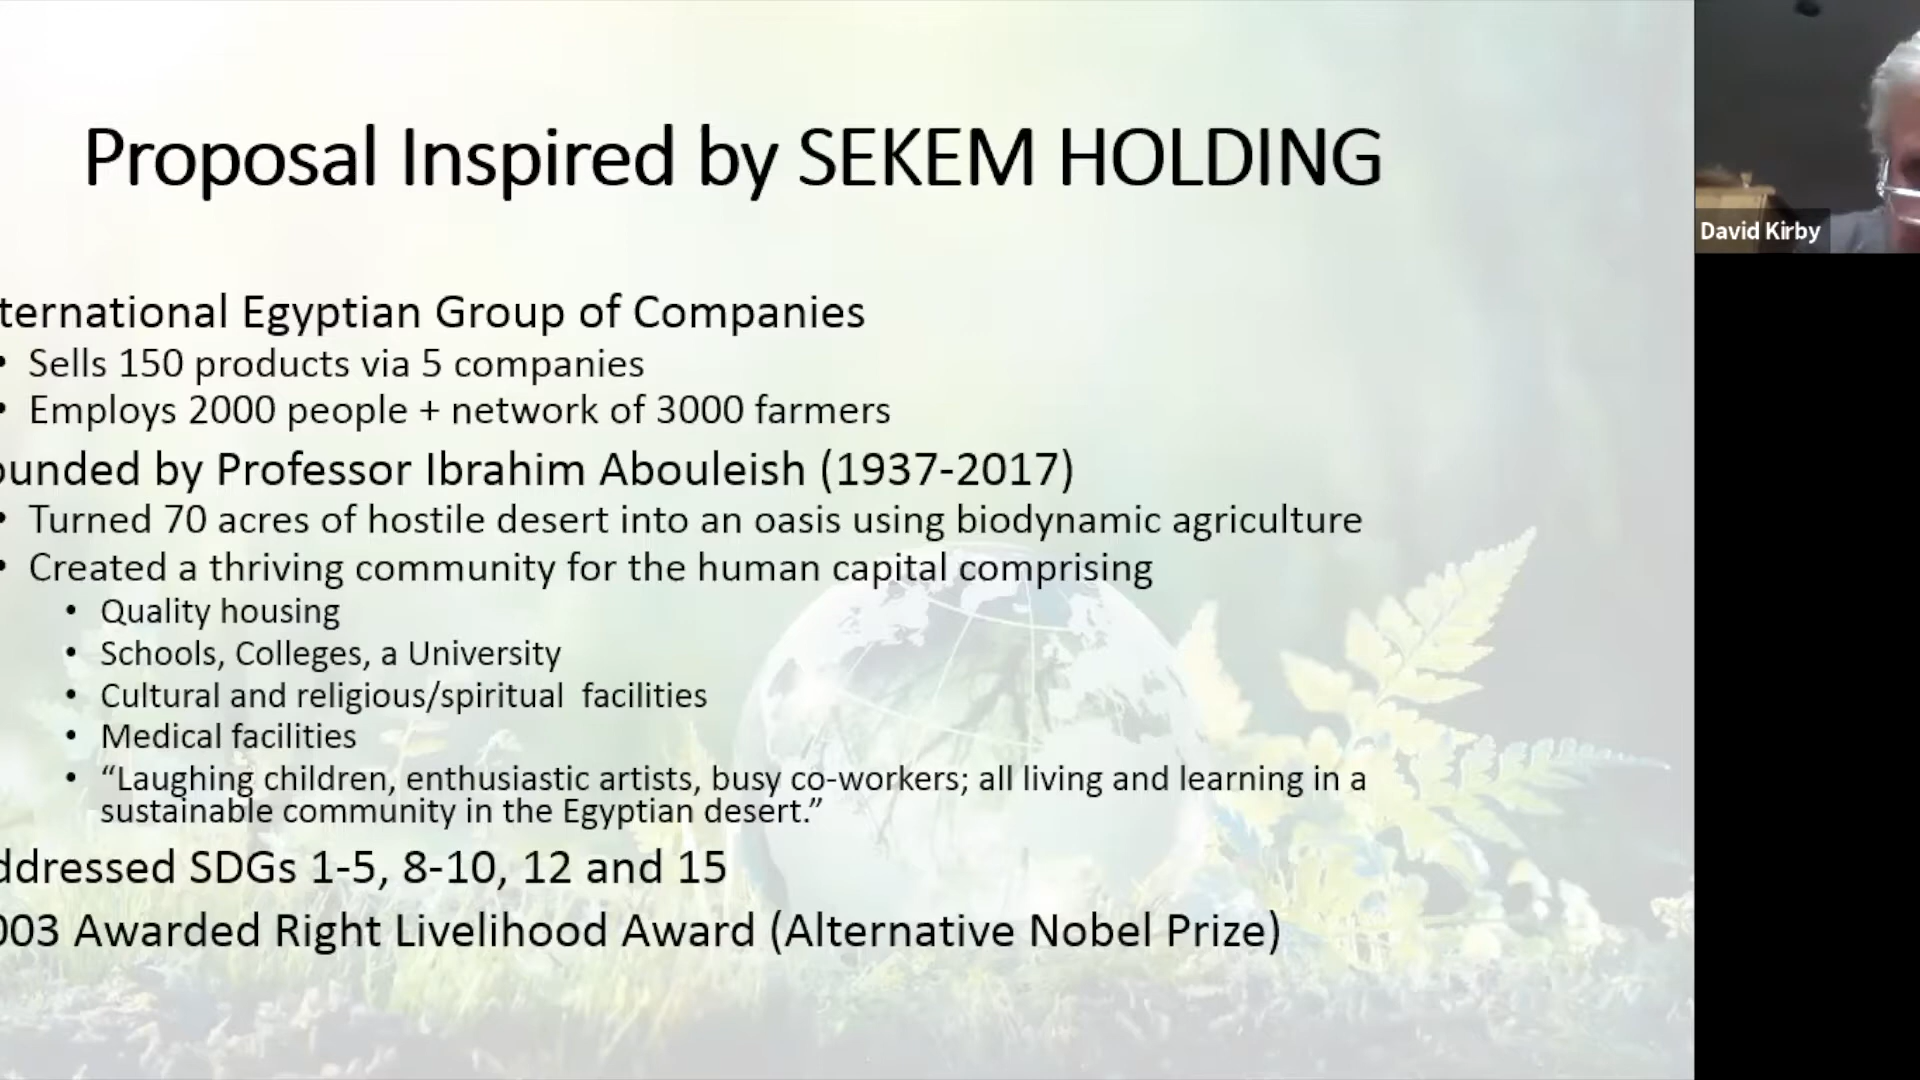 Proposal Inspired by SEKEM HOLDING
David Kirby
ternational Egyptian Group of Companies
• Sells 150 products via 5 companies
• Employs 2000 people + network of 3000 farmers
ounded by Professor Ibrahim Abouleish (1937-2017)
• Turned 70 acres of hostile desert into an oasis using biodynamic agriculture
• Created a thriving community for the human capital comprising
• Quality housing
• Schools, Colleges, a University
• Cultural and religious/spiritual facilities
• Medical facilities
• “Laughing children, enthusiastic artists, busy co-workers; all living and learning in a
sustainable community in the Egyptian desert.”
ddressed SDGs 1-5, 8-10, 12 and 15
003 Awarded Right Livelihood Award (Alternative Nobel Prize)